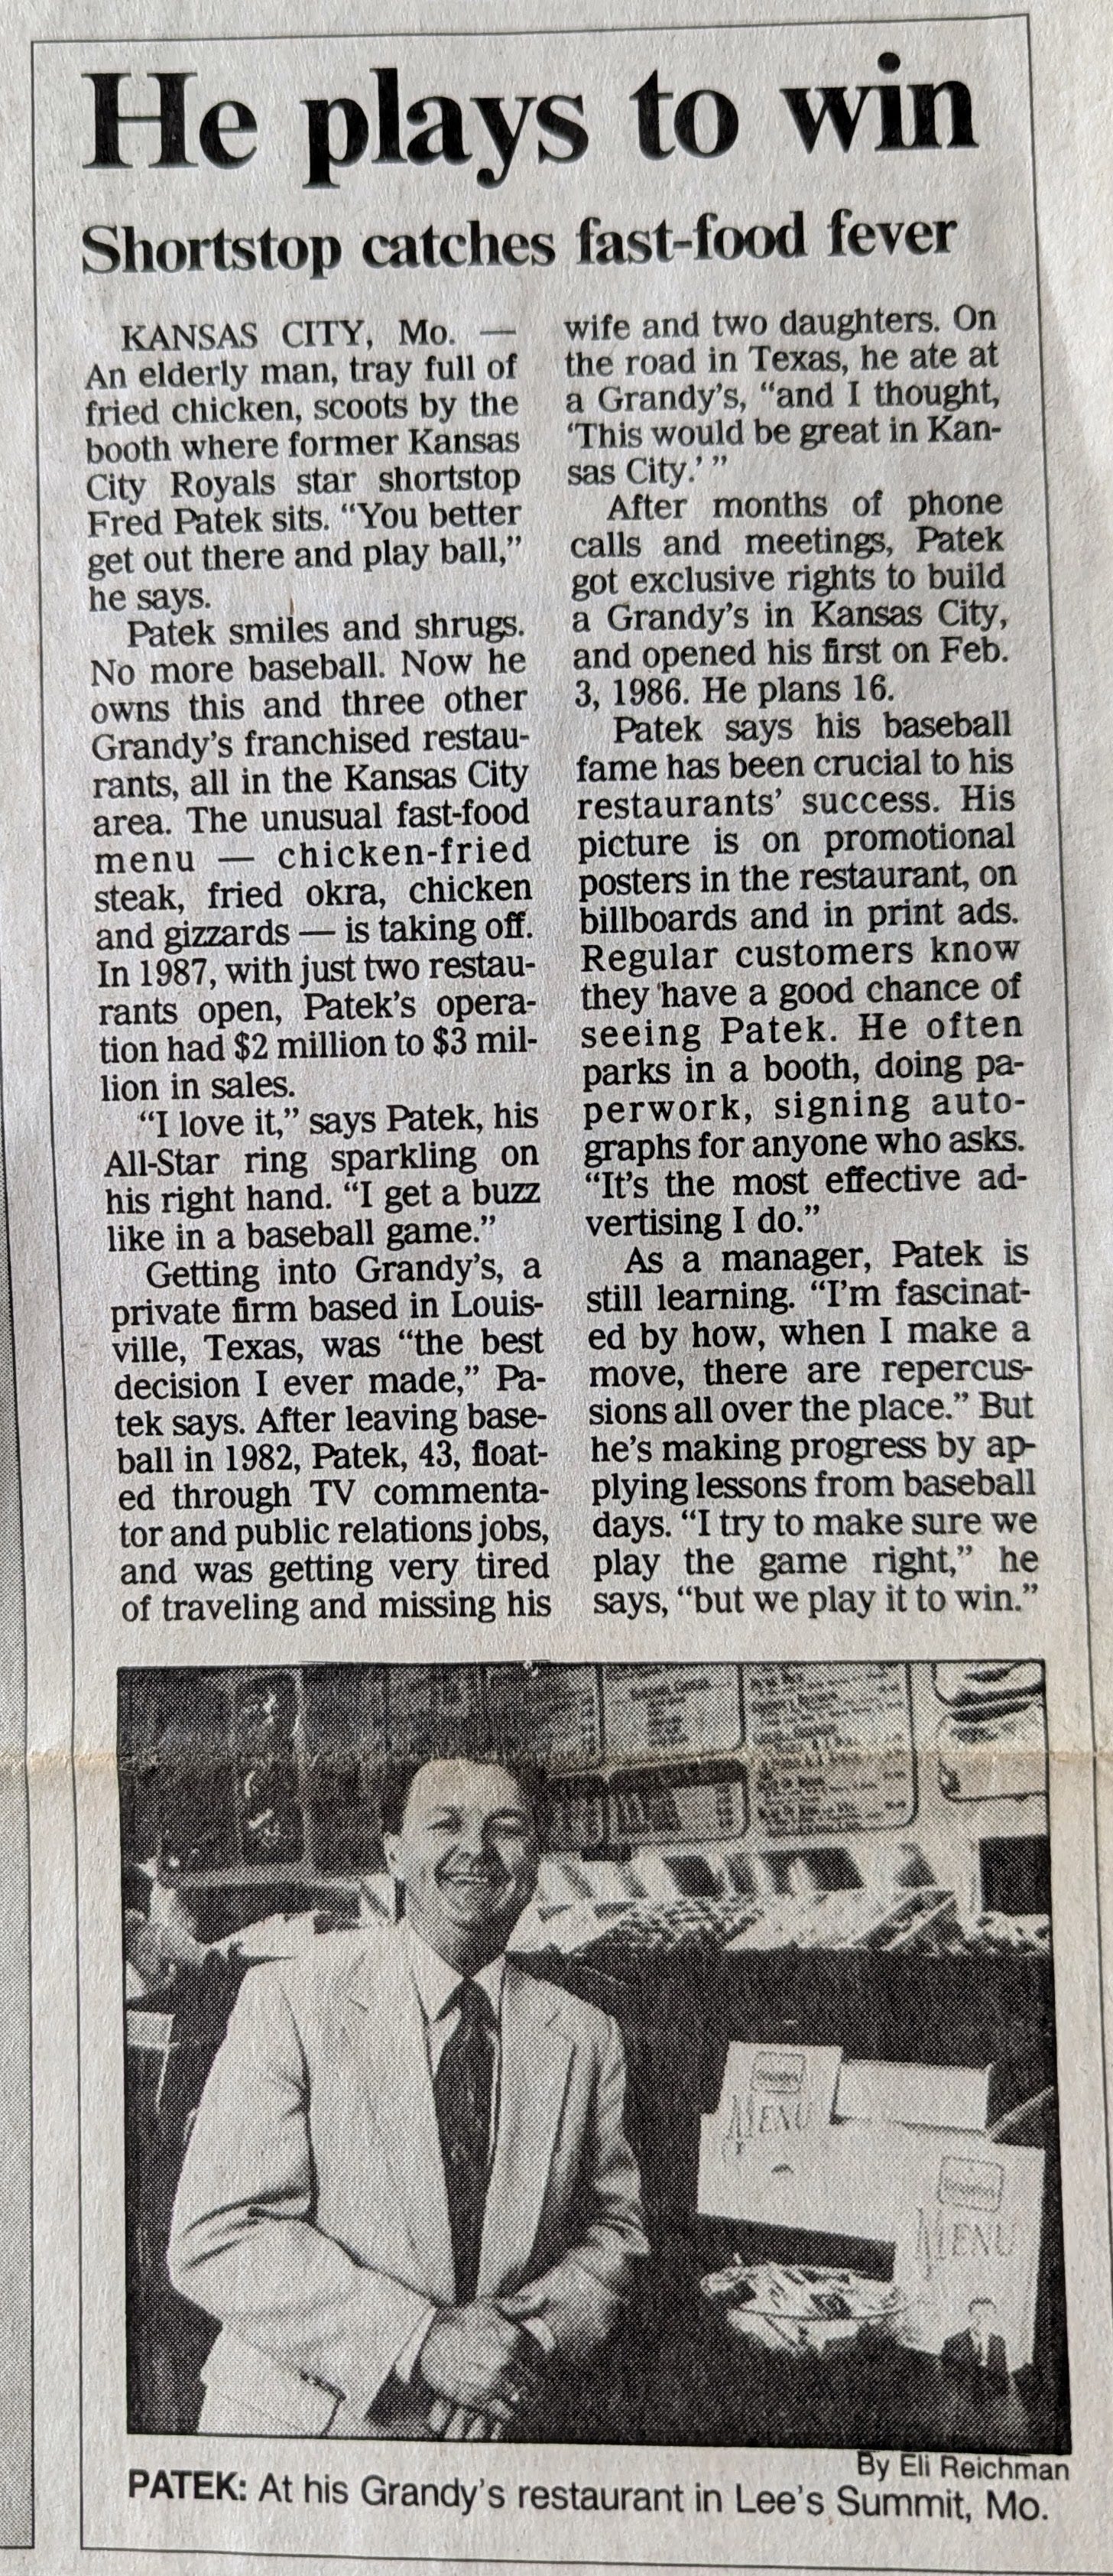 He plays to win
Shortstop catches fast-food fever
KANSAS CITY, Mo. —
An elderly man, tray full of
fried chicken, scoots by the
booth where former Kansas
City Royals star shortstop
Fred Patek sits. “You better
get out there and play ball,”
he says.
Patek smiles and shrugs.
No more baseball. Now he
owns this and three other
Grandy’s franchised restau-
rants, all in the Kansas City
area. The unusual fast-food
menu — chicken-fried
steak, fried okra, chicken
and gizzards — is taking off.
In 1987, with just two restau-
rants open, Patek’s opera-
tion had $2 million to $3 mil-
lion in sales.
“I love it,” says Patek, his
All-Star ring sparkling on
his right hand. “I get a buzz
like in a baseball game.”
Getting into Grandy’s, a
private firm based in Louis-
ville, Texas, was “the best
decision I ever made,” Pa-
tek says. After leaving base-
ball in 1982, Patek, 43, float-
ed through TV commenta-
tor and public relations jobs,
and was getting very tired
of traveling and missing his
wife and two daughters. On
the road in Texas, he ate at
a Grandy’s, “and I thought,
‘This would be great in Kan-
sas City.’ ”
After months of phone
calls and meetings, Patek
got exclusive rights to build
a Grandy’s in Kansas City,
and opened his first on Feb.
3, 1986. He plans 16.
Patek says his baseball
fame has been crucial to his
restaurants’ success. His
picture is on promotional
posters in the restaurant, on
billboards and in print ads.
Regular customers know
they have a good chance of
seeing Patek. He often
parks in a booth, doing pa-
perwork, signing auto-
graphs for anyone who asks.
“It’s the most effective ad-
vertising I do.”
As a manager, Patek is
still learning. “I’m fascinat-
ed by how, when I make a
move, there are repercus-
sions all over the place.” But
he’s making progress by ap-
plying lessons from baseball
days. “I try to make sure we
play the game right,” he
says, “but we play it to win.”
MENU
MENU
By Eli Reichman
PATEK: At his Grandy’s restaurant in Lee’s Summit, Mo.